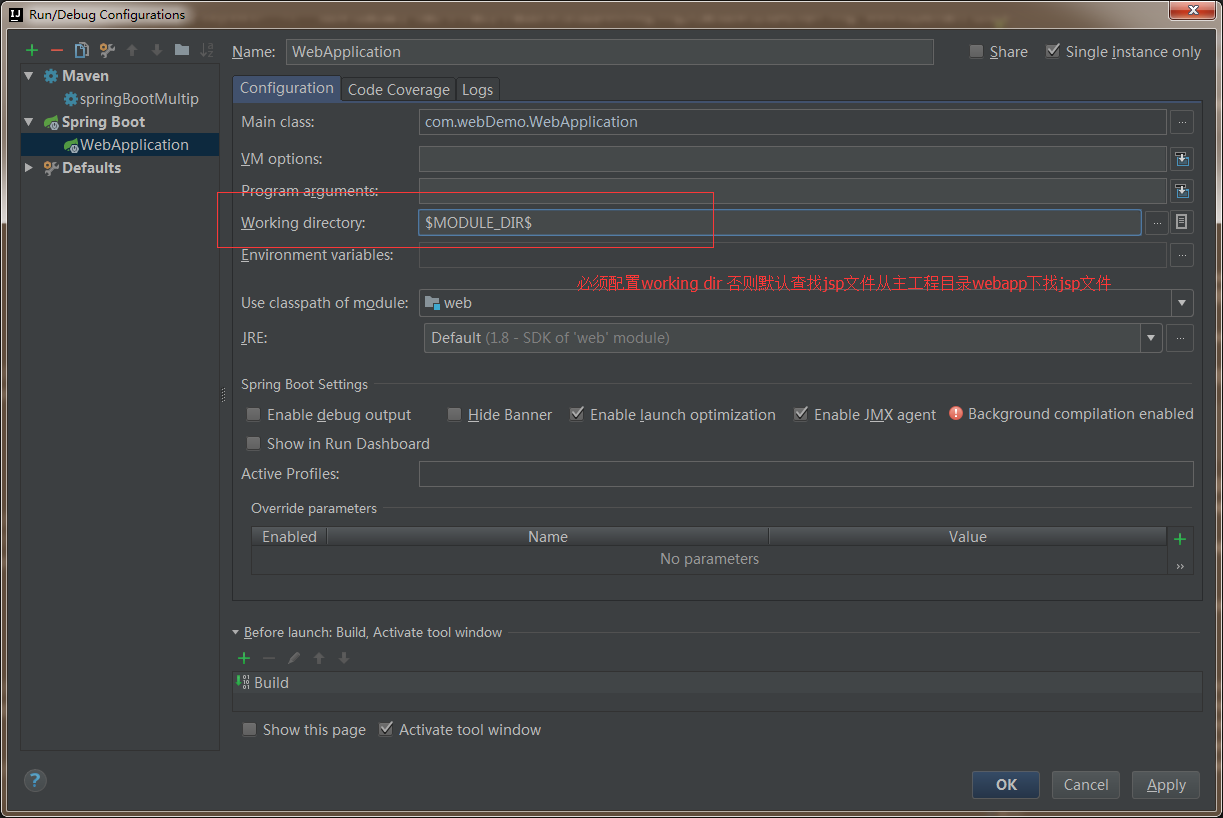 Run/Debug Configurations
Name: WebApplication
Share
Single instance only
Maven
springBootMultip
Spring Boot
WebApplication
Defaults
Configuration
Code Coverage
Logs
Main class: com.webDemo.WebApplication
VM options:
Program arguments:
Working directory: $MODULE_DIR$
Environment variables:
必须配置working dir 否则默认查找jsp文件从主工程目录webapp下找jsp文件
Use classpath of module: web
JRE: Default (1.8 - SDK of 'web' module)
Spring Boot Settings
Enable debug output
Hide Banner
Enable launch optimization
Enable JMX agent
Background compilation enabled
Show in Run Dashboard
Active Profiles:
Override parameters
Enabled Name Value
No parameters
Before launch: Build, Activate tool window
Build
Show this page
Activate tool window
OK
Cancel
Apply